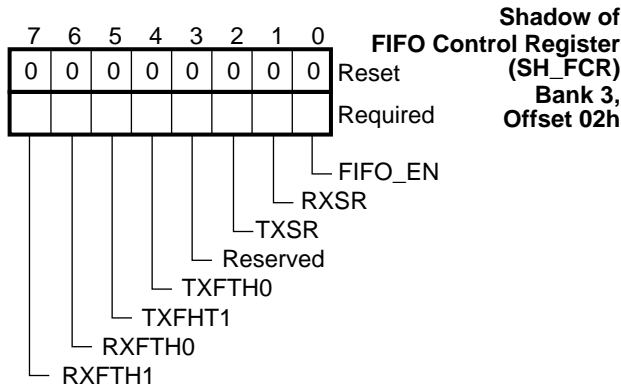 Shadow of
FIFO Control Register
(SH_FCR)
Bank 3,
Offset 02h
7 6 5 4 3 2 1 0
0 0 0 0 0 0 0 0 Reset
Required
FIFO_EN
RXSR
TXSR
Reserved
TXFTH0
TXFHT1
RXFTH0
RXFTH1